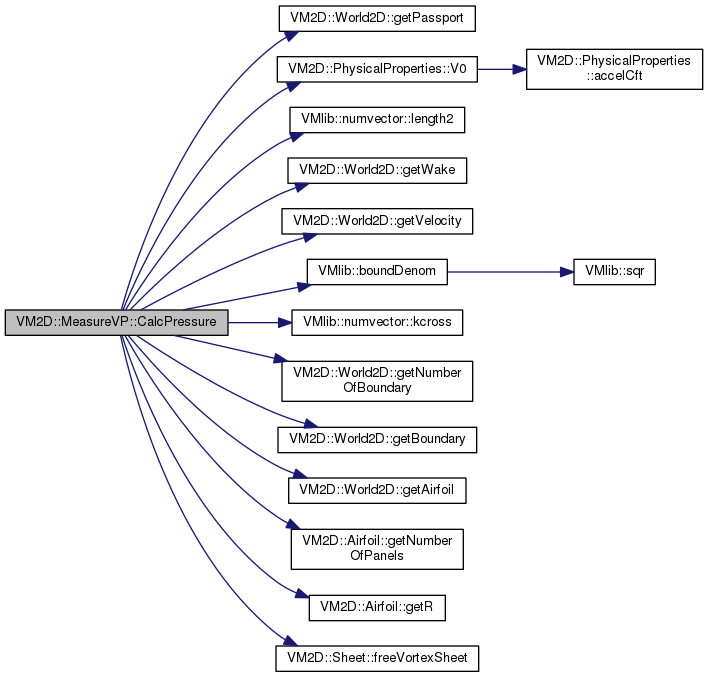 VM2D::World2D::getPassport
VM2D::PhysicalProperties::V0
VM2D::PhysicalProperties
::accelCft
VMlib::numvector::length2
VM2D::World2D::getWake
VM2D::World2D::getVelocity
VMlib::boundDenom
VMlib::sqr
VM2D::MeasureVP::CalcPressure
VMlib::numvector::kcross
VM2D::World2D::getNumber
OfBoundary
VM2D::World2D::getBoundary
VM2D::World2D::getAirfoil
VM2D::Airfoil::getNumber
OfPanels
VM2D::Airfoil::getR
VM2D::Sheet::freeVortexSheet